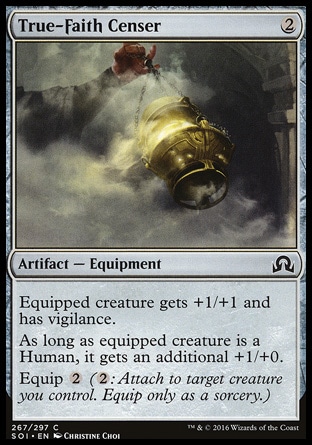 True-Faith Censer 2
Artifact — Equipment
Equipped creature gets +1/+1 and
has vigilance.
As long as equipped creature is a
Human, it gets an additional +1/+0.
Equip 2 (2: Attach to target creature
you control. Equip only as a sorcery.)
267/297 C
SOI • EN Christine Choi
™ & © 2016 Wizards of the Coast